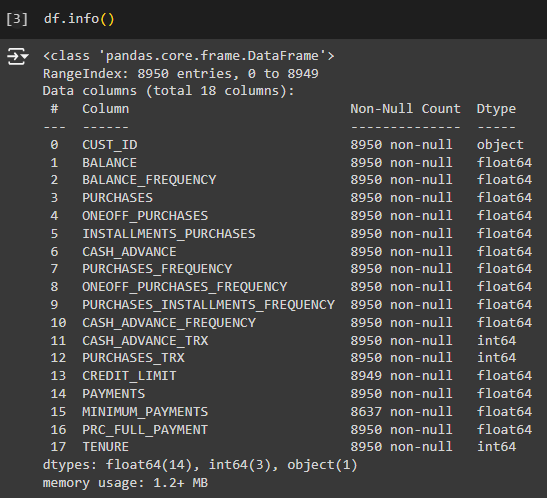 [3] df.info()
<class 'pandas.core.frame.DataFrame'>
RangeIndex: 8950 entries, 0 to 8949
Data columns (total 18 columns):
 #   Column                            Non-Null Count  Dtype
---  ------                            --------------  -----
 0   CUST_ID                           8950 non-null   object
 1   BALANCE                           8950 non-null   float64
 2   BALANCE_FREQUENCY                 8950 non-null   float64
 3   PURCHASES                         8950 non-null   float64
 4   ONEOFF_PURCHASES                  8950 non-null   float64
 5   INSTALLMENTS_PURCHASES            8950 non-null   float64
 6   CASH_ADVANCE                      8950 non-null   float64
 7   PURCHASES_FREQUENCY               8950 non-null   float64
 8   ONEOFF_PURCHASES_FREQUENCY        8950 non-null   float64
 9   PURCHASES_INSTALLMENTS_FREQUENCY  8950 non-null   float64
 10  CASH_ADVANCE_FREQUENCY            8950 non-null   float64
 11  CASH_ADVANCE_TRX                  8950 non-null   int64
 12  PURCHASES_TRX                     8950 non-null   int64
 13  CREDIT_LIMIT                      8949 non-null   float64
 14  PAYMENTS                          8950 non-null   float64
 15  MINIMUM_PAYMENTS                  8637 non-null   float64
 16  PRC_FULL_PAYMENT                  8950 non-null   float64
 17  TENURE                            8950 non-null   int64
dtypes: float64(14), int64(3), object(1)
memory usage: 1.2+ MB